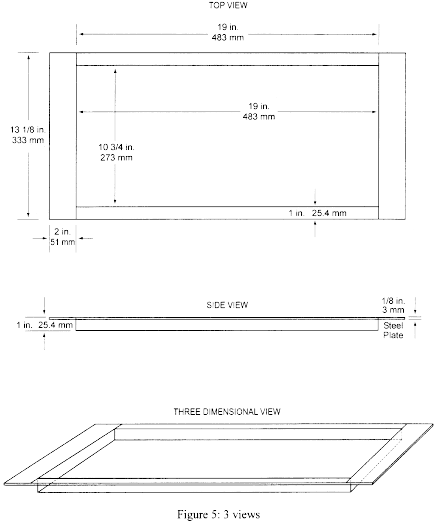 TOP VIEW
19 in.
483 mm
19 in.
483 mm
13 1/8 in.
333 mm
10 3/4 in.
273 mm
1 in. 25.4 mm
2 in.
51 mm
SIDE VIEW
1/8 in.
3 mm
1 in. 25.4 mm
Steel
Plate
THREE DIMENSIONAL VIEW
Figure 5: 3 views